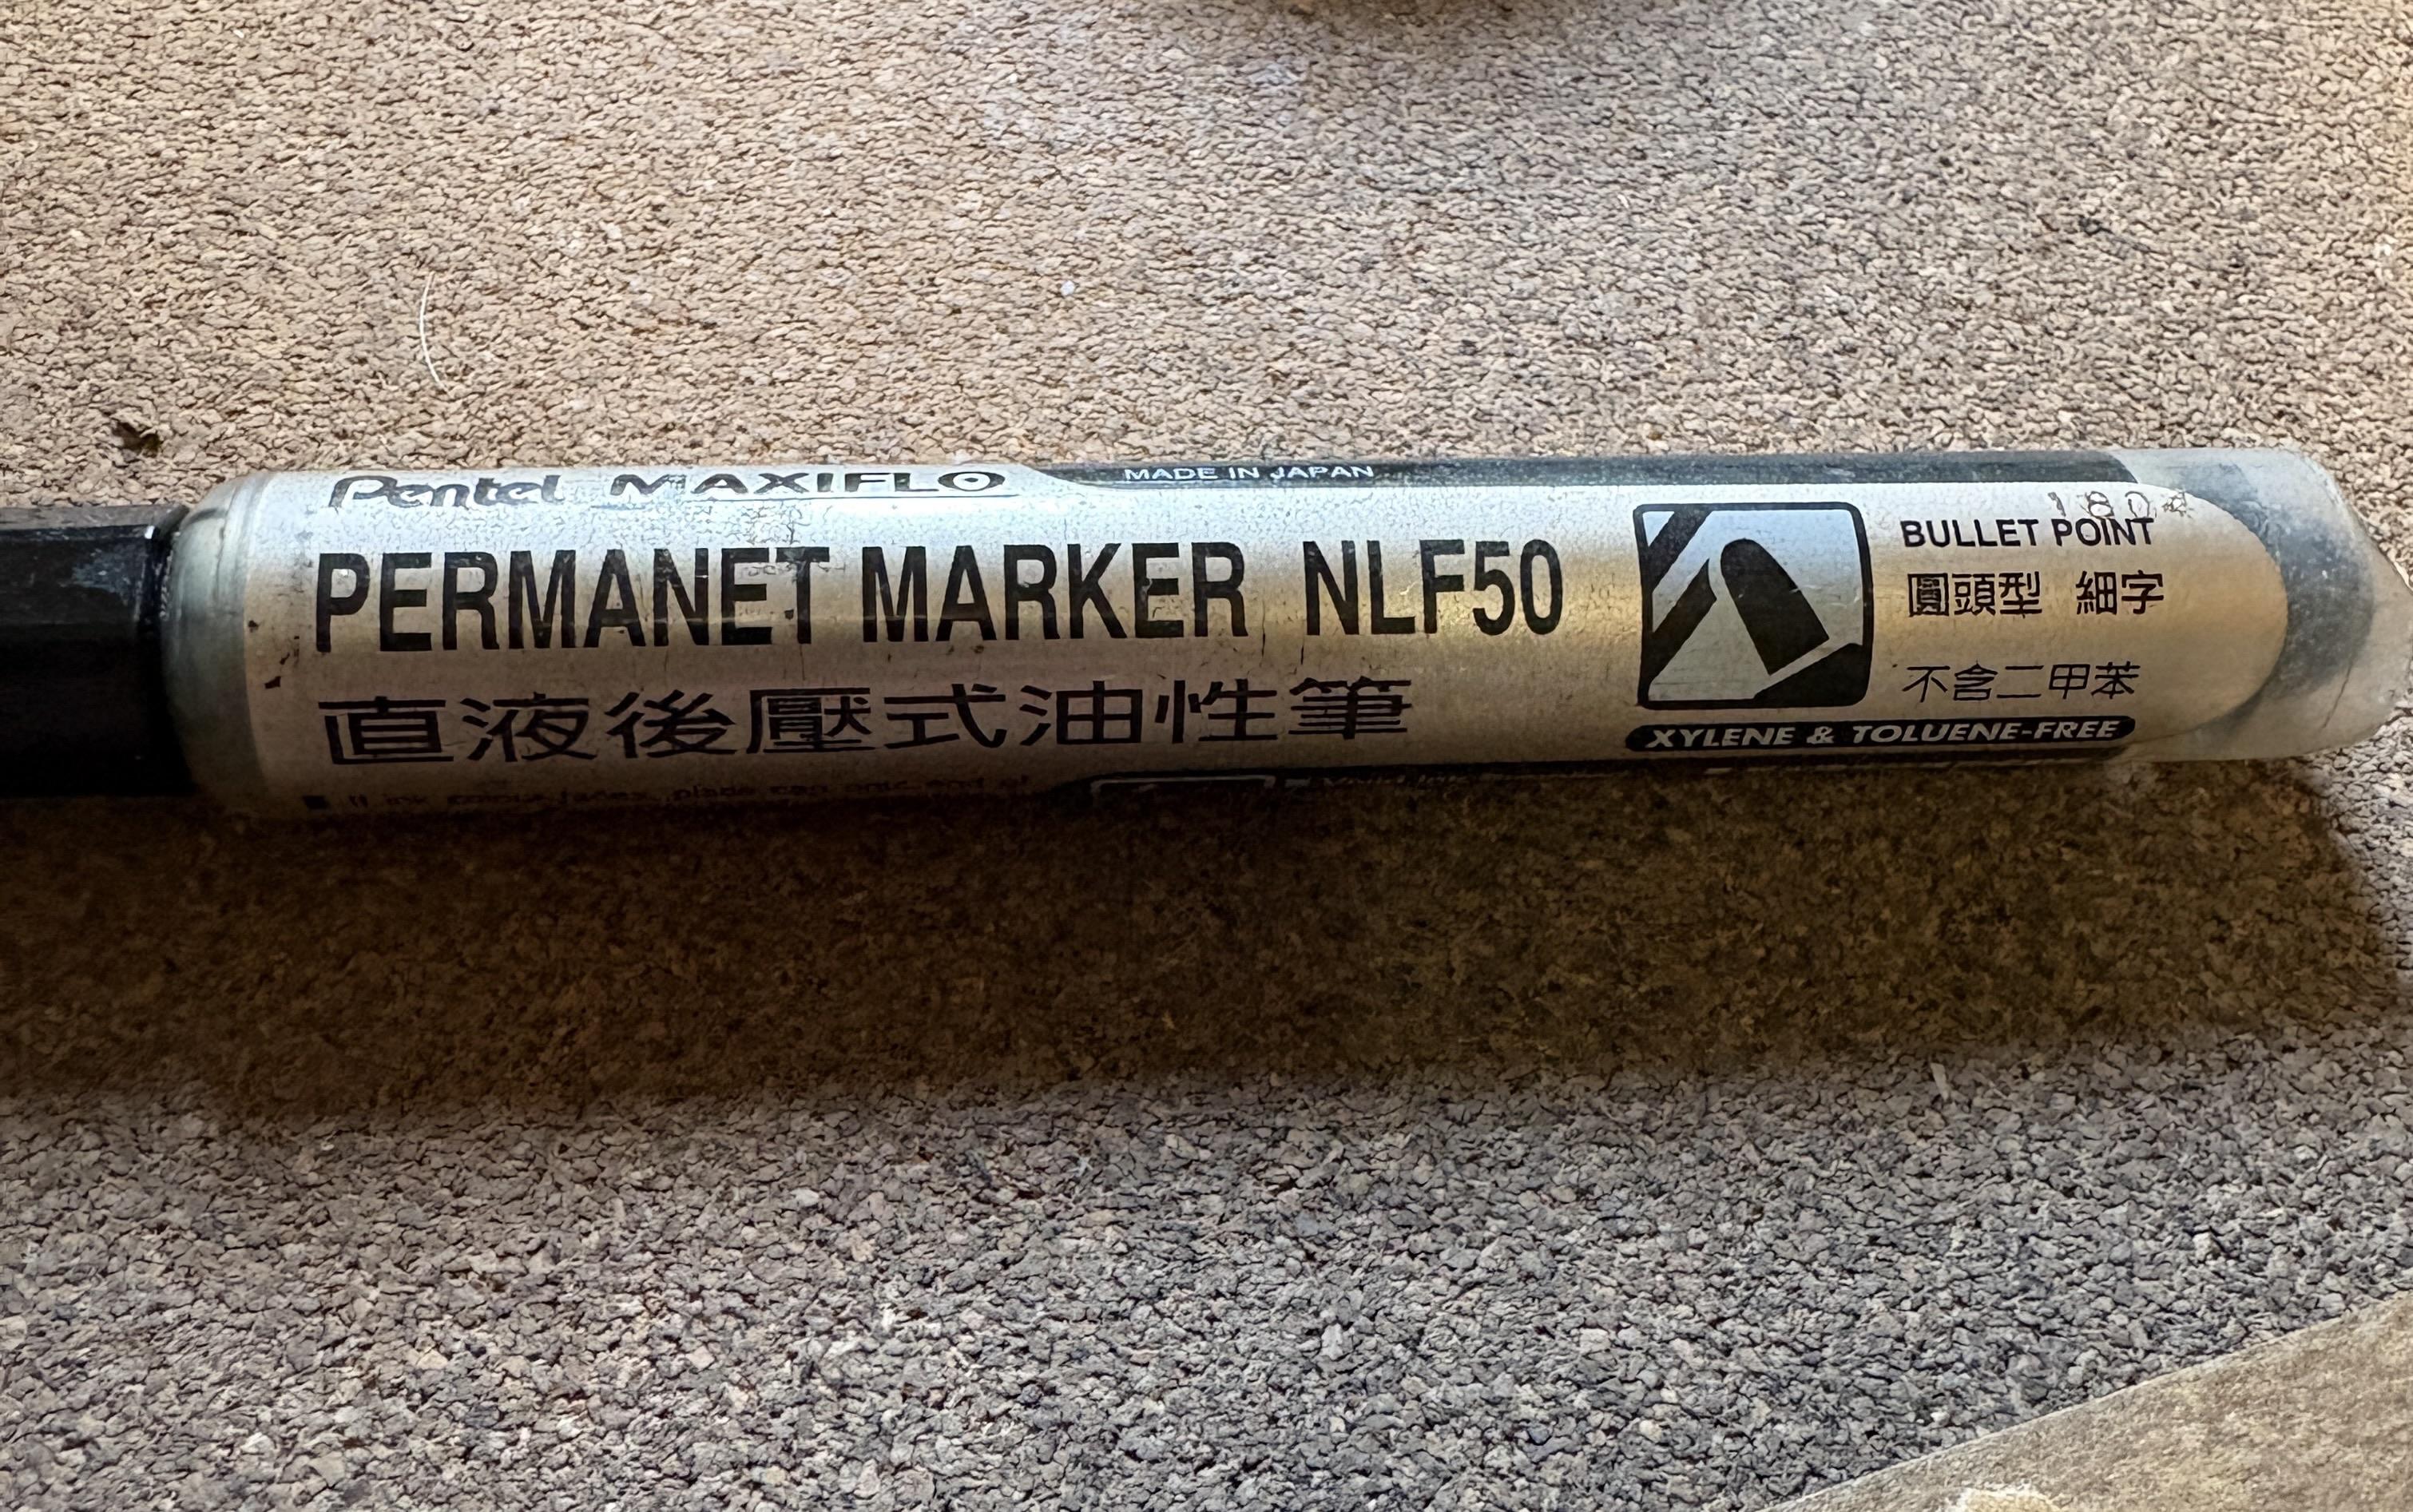 Pentel MAXIFLO
MADE IN JAPAN
PERMANET MARKER NLF50
直液後壓式油性筆
180
BULLET POINT
圓頭型 細字
不含二甲苯
XYLENE & TOLUENE-FREE